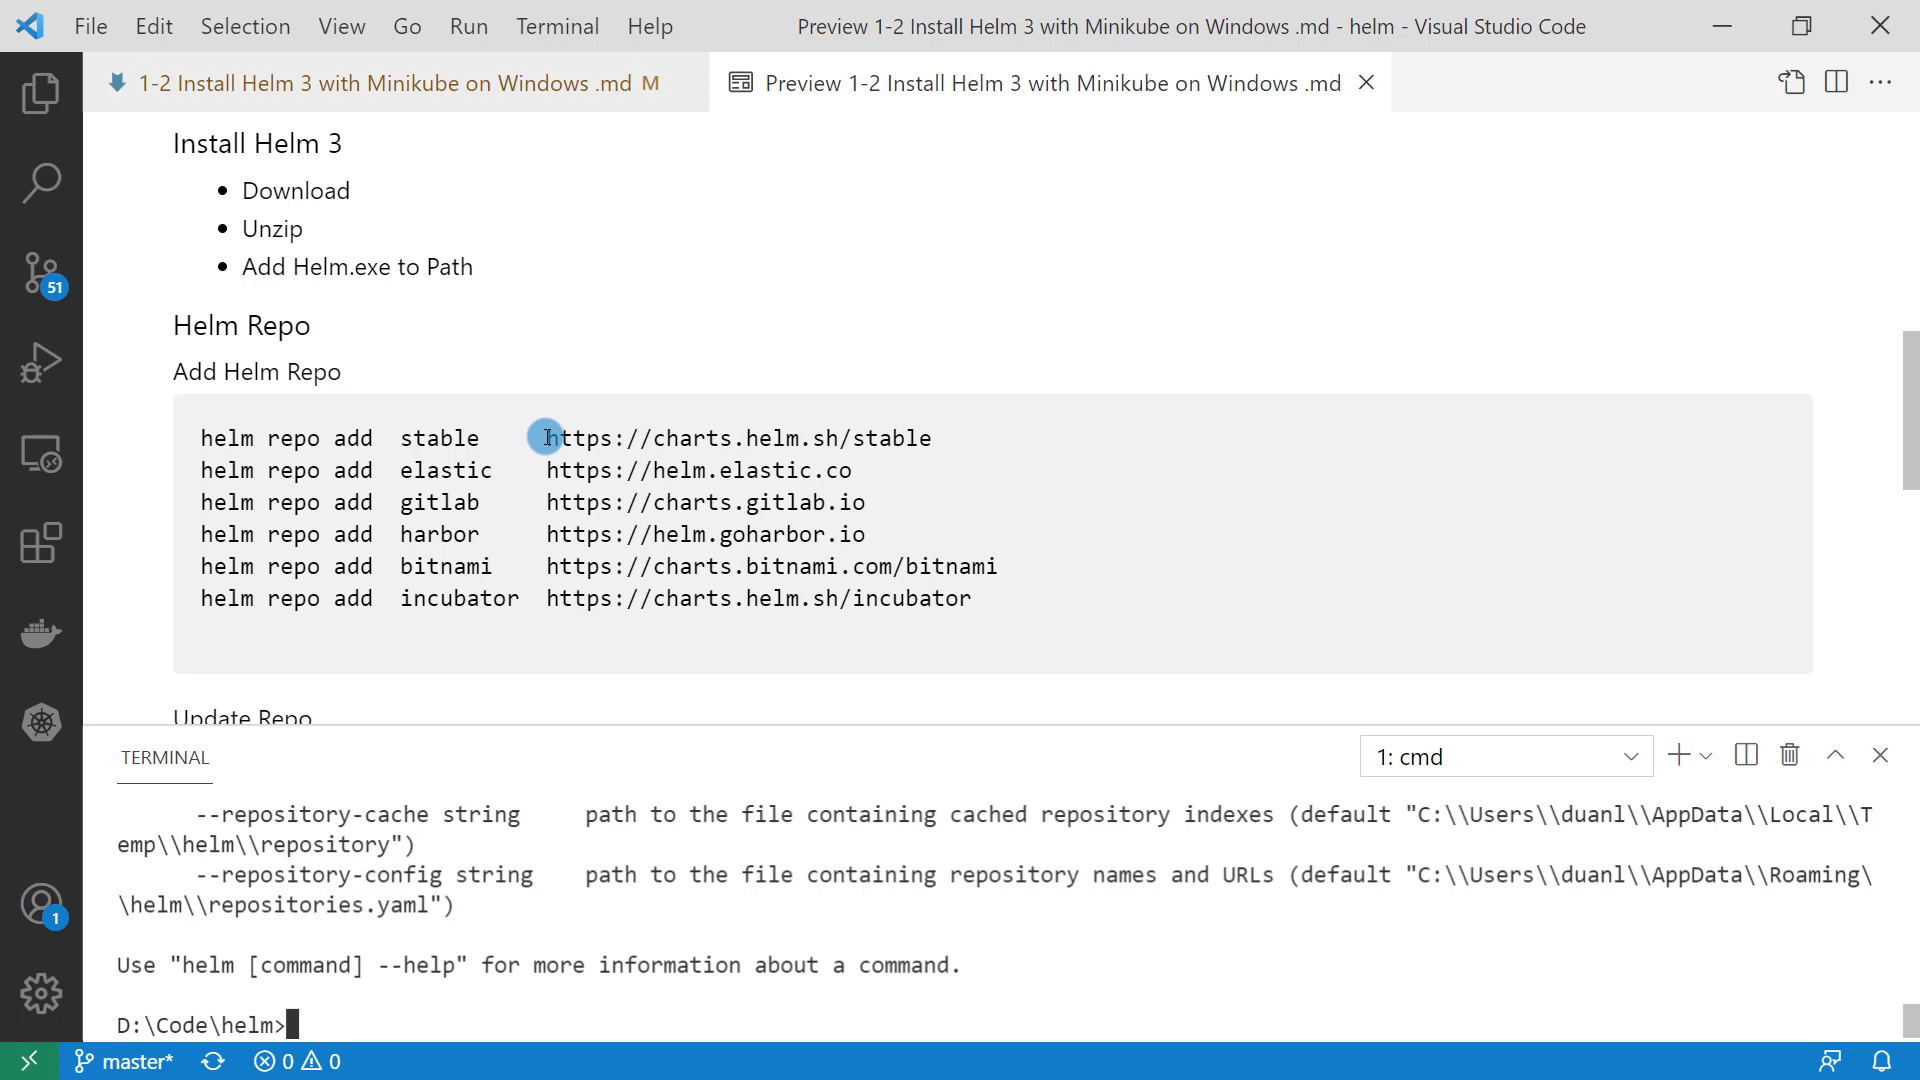 File Edit Selection View Go Run Terminal Help Preview 1-2 Install Helm 3 with Minikube on Windows .md - helm - Visual Studio Code
1-2 Install Helm 3 with Minikube on Windows .md M Preview 1-2 Install Helm 3 with Minikube on Windows .md
Install Helm 3
Download
Unzip
Add Helm.exe to Path
51
Helm Repo
Add Helm Repo
helm repo add stable https://charts.helm.sh/stable
helm repo add elastic https://helm.elastic.co
helm repo add gitlab https://charts.gitlab.io
helm repo add harbor https://helm.goharbor.io
helm repo add bitnami https://charts.bitnami.com/bitnami
helm repo add incubator https://charts.helm.sh/incubator
Update Repo
TERMINAL 1: cmd
--repository-cache string path to the file containing cached repository indexes (default "C:\\Users\\duanl\\AppData\\Local\\T
emp\\helm\\repository")
--repository-config string path to the file containing repository names and URLs (default "C:\\Users\\duanl\\AppData\\Roaming\
\helm\\repositories.yaml")
1
Use "helm [command] --help" for more information about a command.
D:\Code\helm>
master* 0 0